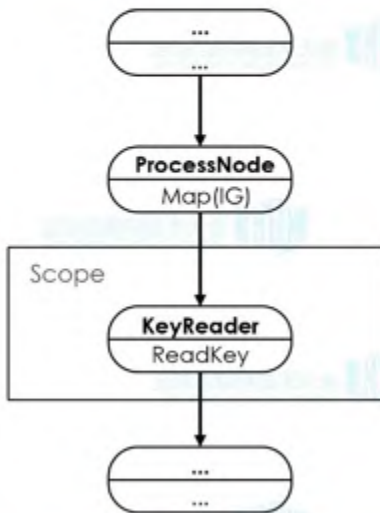 ...
...
ProcessNode
Map(IG)
Scope
KeyReader
ReadKey
...
...